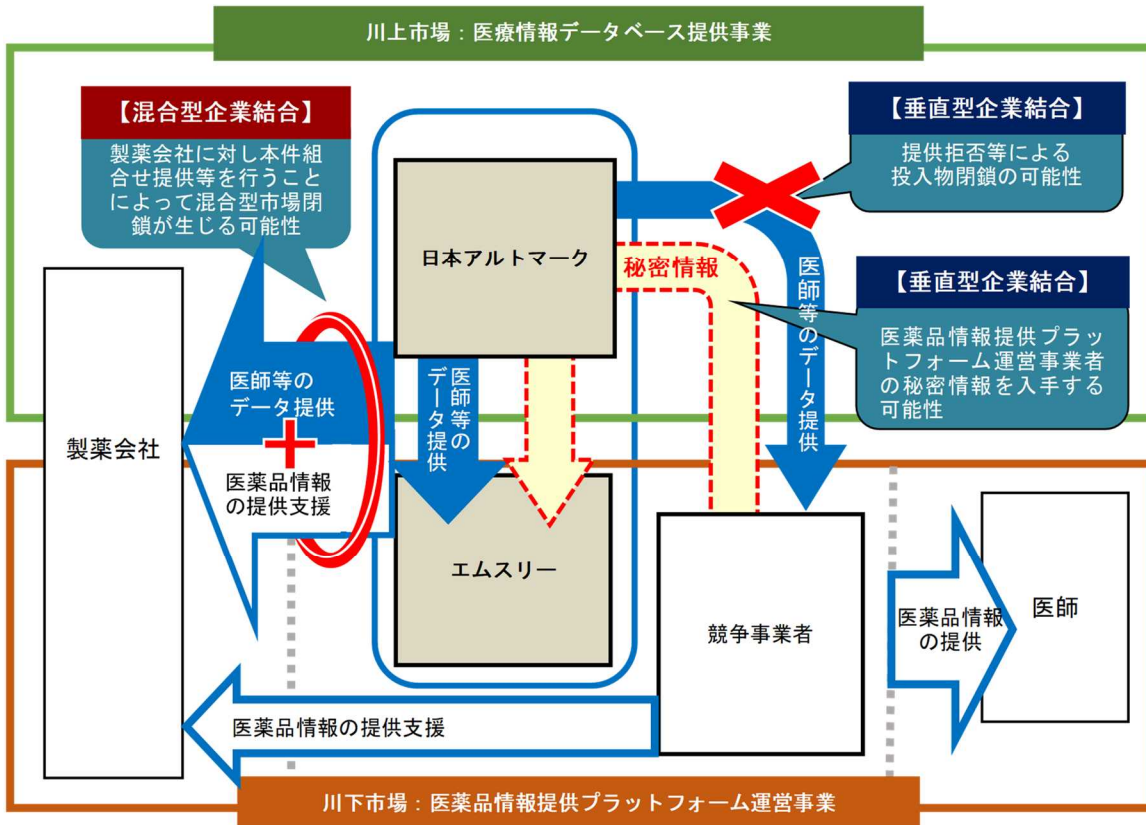 川上市場：医療情報データベース提供事業
【混合型企業結合】
製薬会社に対し本件組
合せ提供等を行うこと
によって混合型市場閉
鎖が生じる可能性
【垂直型企業結合】
提供拒否等による
投入物閉鎖の可能性
日本アルトマーク
秘密情報
医師等のデータ提供
【垂直型企業結合】
医薬品情報提供プラッ
トフォーム運営事業者
の秘密情報を入手する
可能性
医師等の
データ提供
医師等の
データ提供
製薬会社
医薬品情報
の提供支援
エムスリー
競争事業者
医薬品情報
の提供
医師
医薬品情報の提供支援
川下市場：医薬品情報提供プラットフォーム運営事業